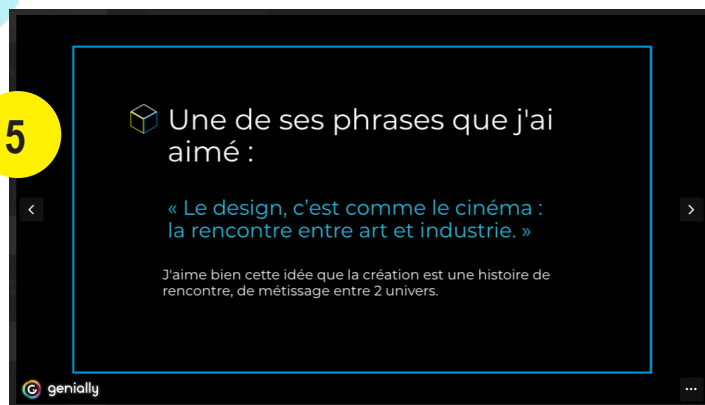 5
Une de ses phrases que j'ai
aimé :
« Le design, c’est comme le cinéma :
la rencontre entre art et industrie. »
J'aime bien cette idée que la création est une histoire de
rencontre, de métissage entre 2 univers.
genially